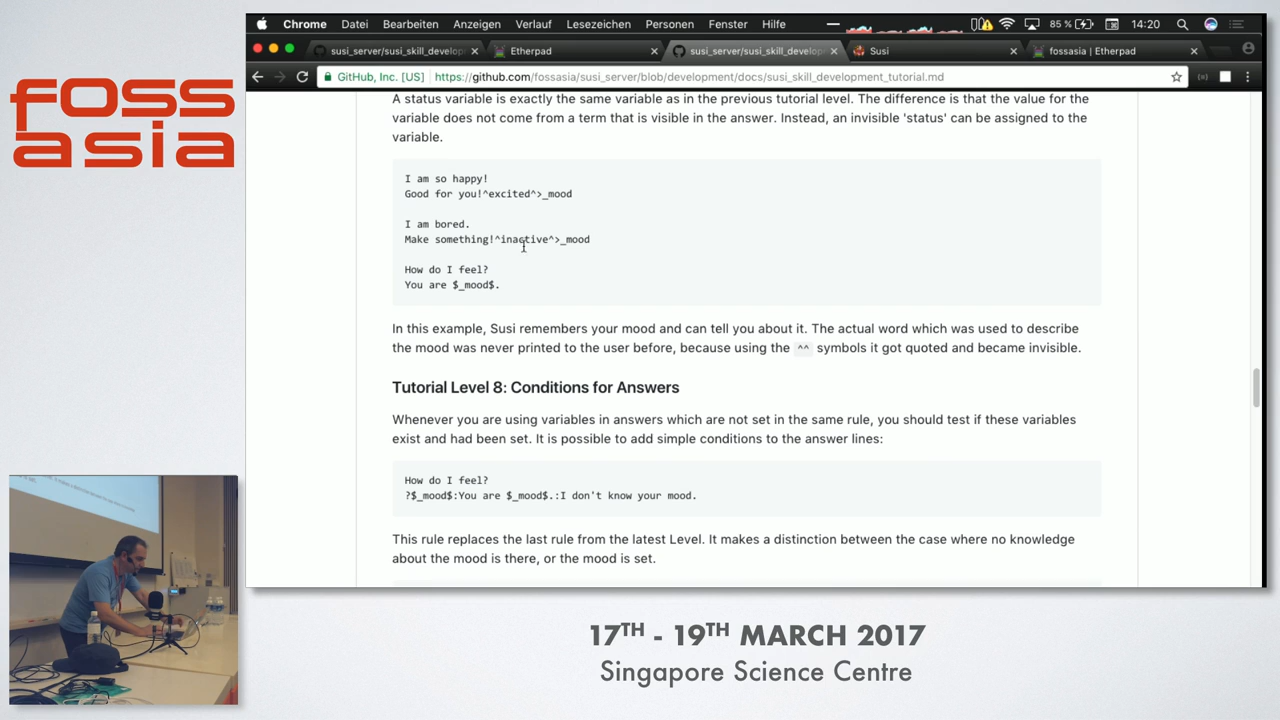 Chrome Datei Bearbeiten Anzeigen Verlauf Lesezeichen Personen Fenster Hilfe 85 % 14:20
susi_server/susi_skill_develop Etherpad susi_server/susi_skill_develop Susi fossasia | Etherpad
GitHub, Inc. [US] https://github.com/fossasia/susi_server/blob/development/docs/susi_skill_development_tutorial.md
foss
asia
A status variable is exactly the same variable as in the previous tutorial level. The difference is that the value for the
variable does not come from a term that is visible in the answer. Instead, an invisible 'status' can be assigned to the
variable.
I am so happy!
Good for you!^excited^>_mood
I am bored.
Make something!^inactive^>_mood
How do I feel?
You are $_mood$.
In this example, Susi remembers your mood and can tell you about it. The actual word which was used to describe
the mood was never printed to the user before, because using the ^^ symbols it got quoted and became invisible.
Tutorial Level 8: Conditions for Answers
Whenever you are using variables in answers which are not set in the same rule, you should test if these variables
exist and had been set. It is possible to add simple conditions to the answer lines:
How do I feel?
?$_mood$:You are $_mood$.:I don't know your mood.
This rule replaces the last rule from the latest Level. It makes a distinction between the case where no knowledge
about the mood is there, or the mood is set.
17TH - 19TH MARCH 2017
Singapore Science Centre